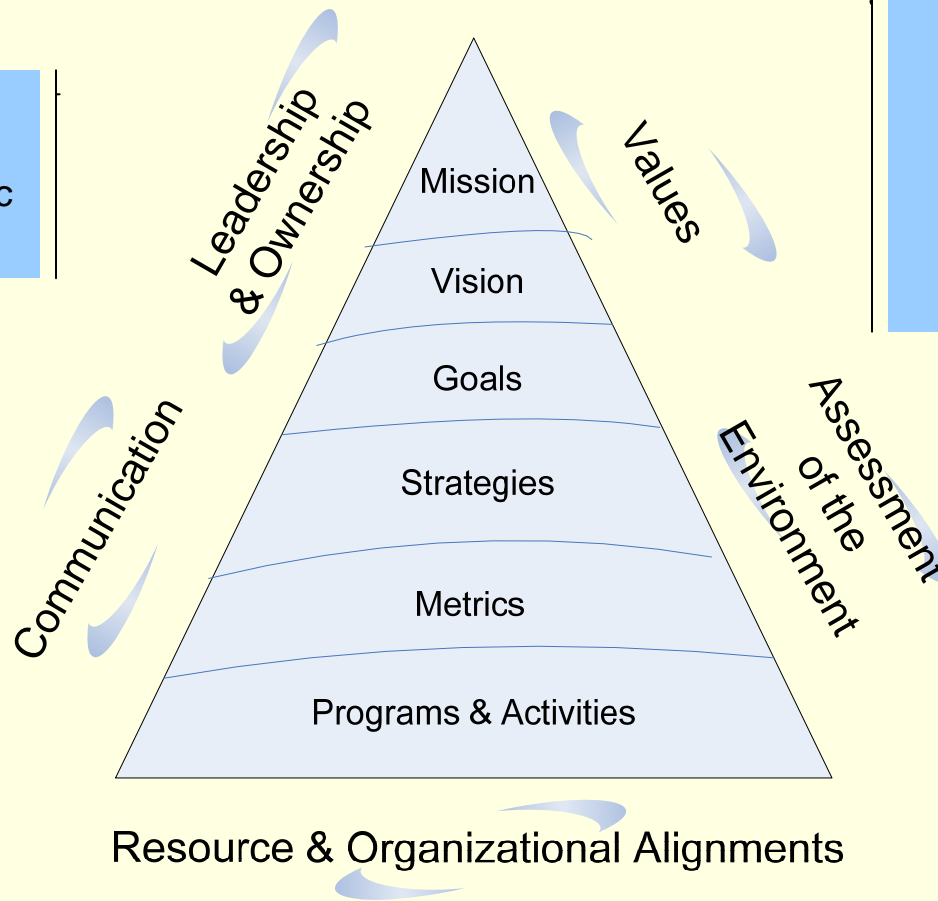 Leadership
& Ownership
Values
Mission
Vision
Goals
Strategies
Metrics
Programs & Activities
Communication
Assessment
of the
Environment
Resource & Organizational Alignments
c